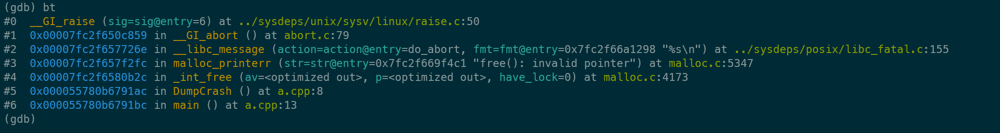 (gdb) bt
#0  __GI_raise (sig=sig@entry=6) at ../sysdeps/unix/sysv/linux/raise.c:50
#1  0x00007fc2f650c859 in __GI_abort () at abort.c:79
#2  0x00007fc2f657726e in __libc_message (action=action@entry=do_abort, fmt=fmt@entry=0x7fc2f66a1298 "%s\n") at ../sysdeps/posix/libc_fatal.c:155
#3  0x00007fc2f657f2fc in malloc_printerr (str=str@entry=0x7fc2f669f4c1 "free(): invalid pointer") at malloc.c:5347
#4  0x00007fc2f6580b2c in _int_free (av=<optimized out>, p=<optimized out>, have_lock=0) at malloc.c:4173
#5  0x000055780b6791ac in DumpCrash () at a.cpp:8
#6  0x000055780b6791bc in main () at a.cpp:13
(gdb)